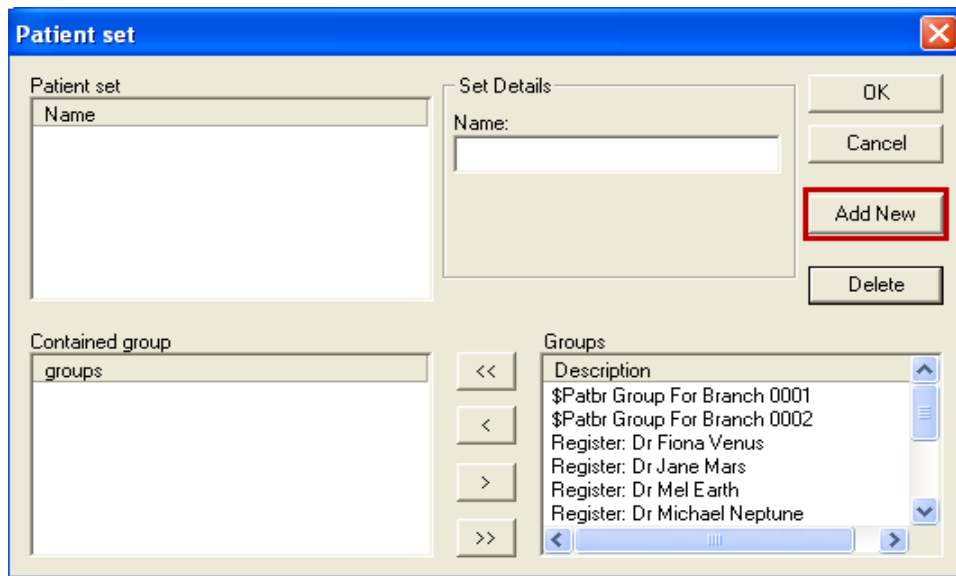 Patient set
Patient set
Name
Set Details
Name:
OK
Cancel
Add New
Delete
Contained group
groups
<<
<
>
>>
Groups
Description
$Patbr Group For Branch 0001
$Patbr Group For Branch 0002
Register: Dr Fiona Venus
Register: Dr Jane Mars
Register: Dr Mel Earth
Register: Dr Michael Neptune